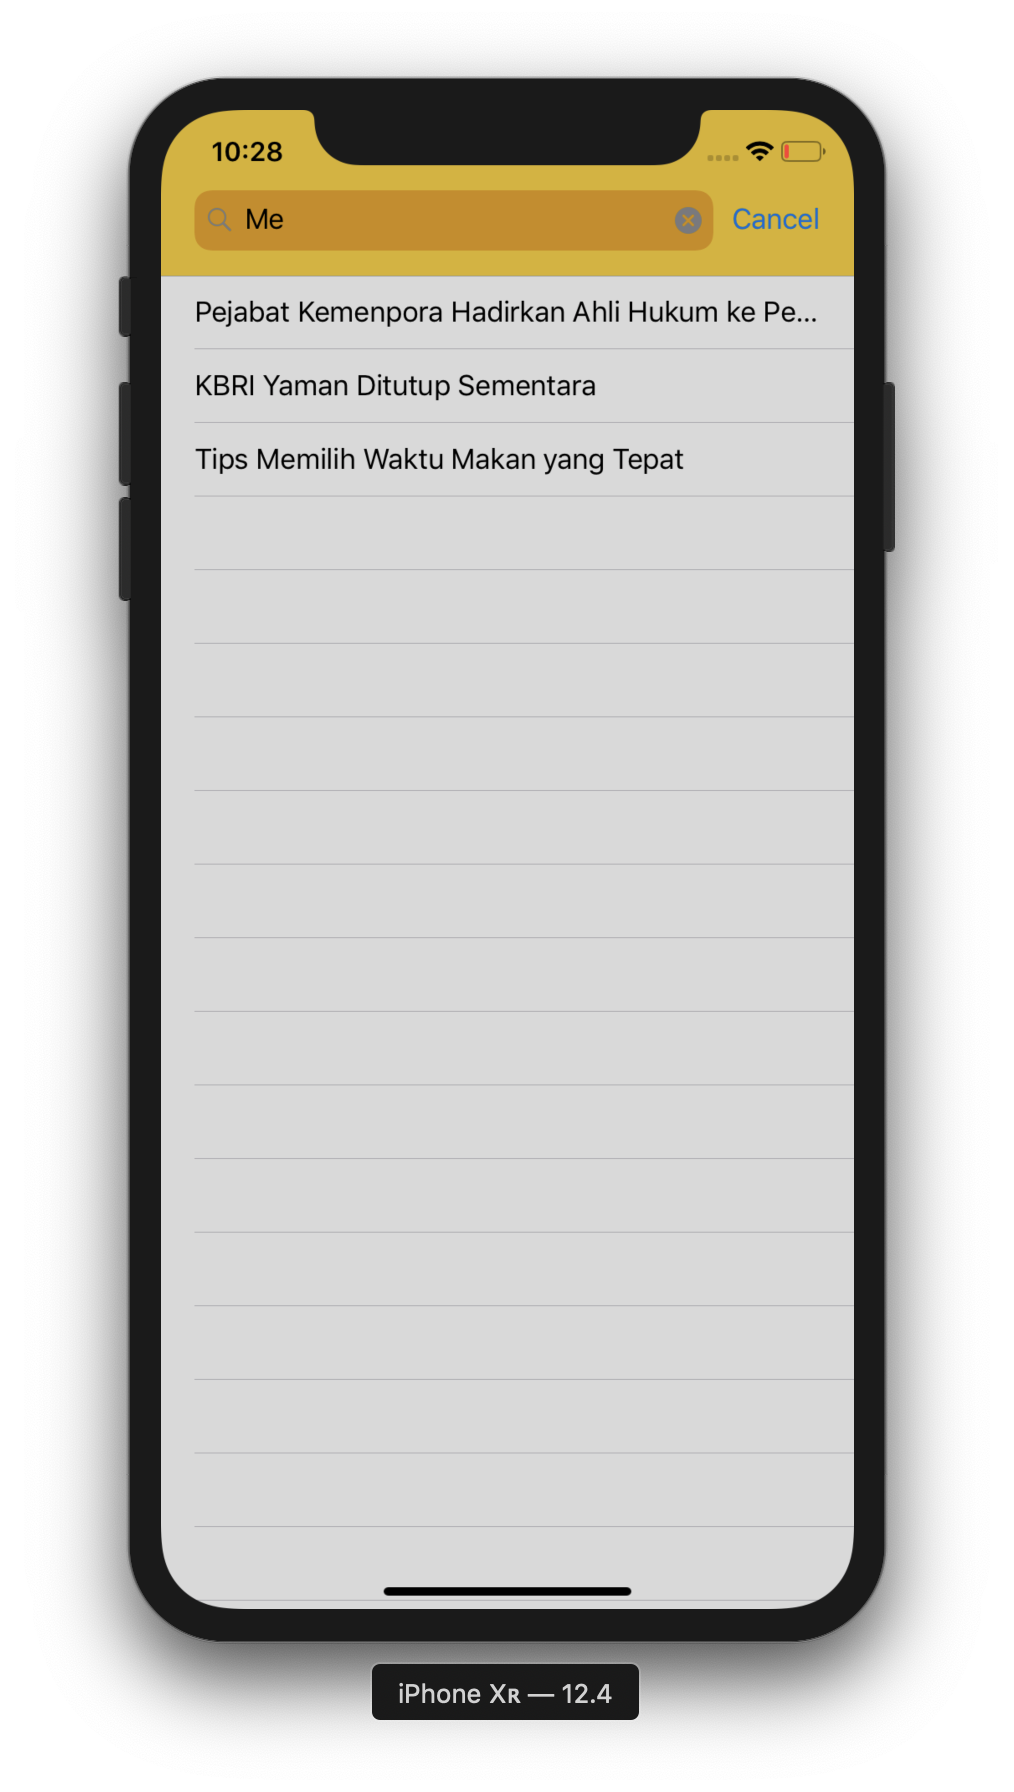 10:28
Me
Cancel
Pejabat Kemenpora Hadirkan Ahli Hukum ke Pe...
KBRI Yaman Ditutup Sementara
Tips Memilih Waktu Makan yang Tepat
iPhone Xʀ — 12.4